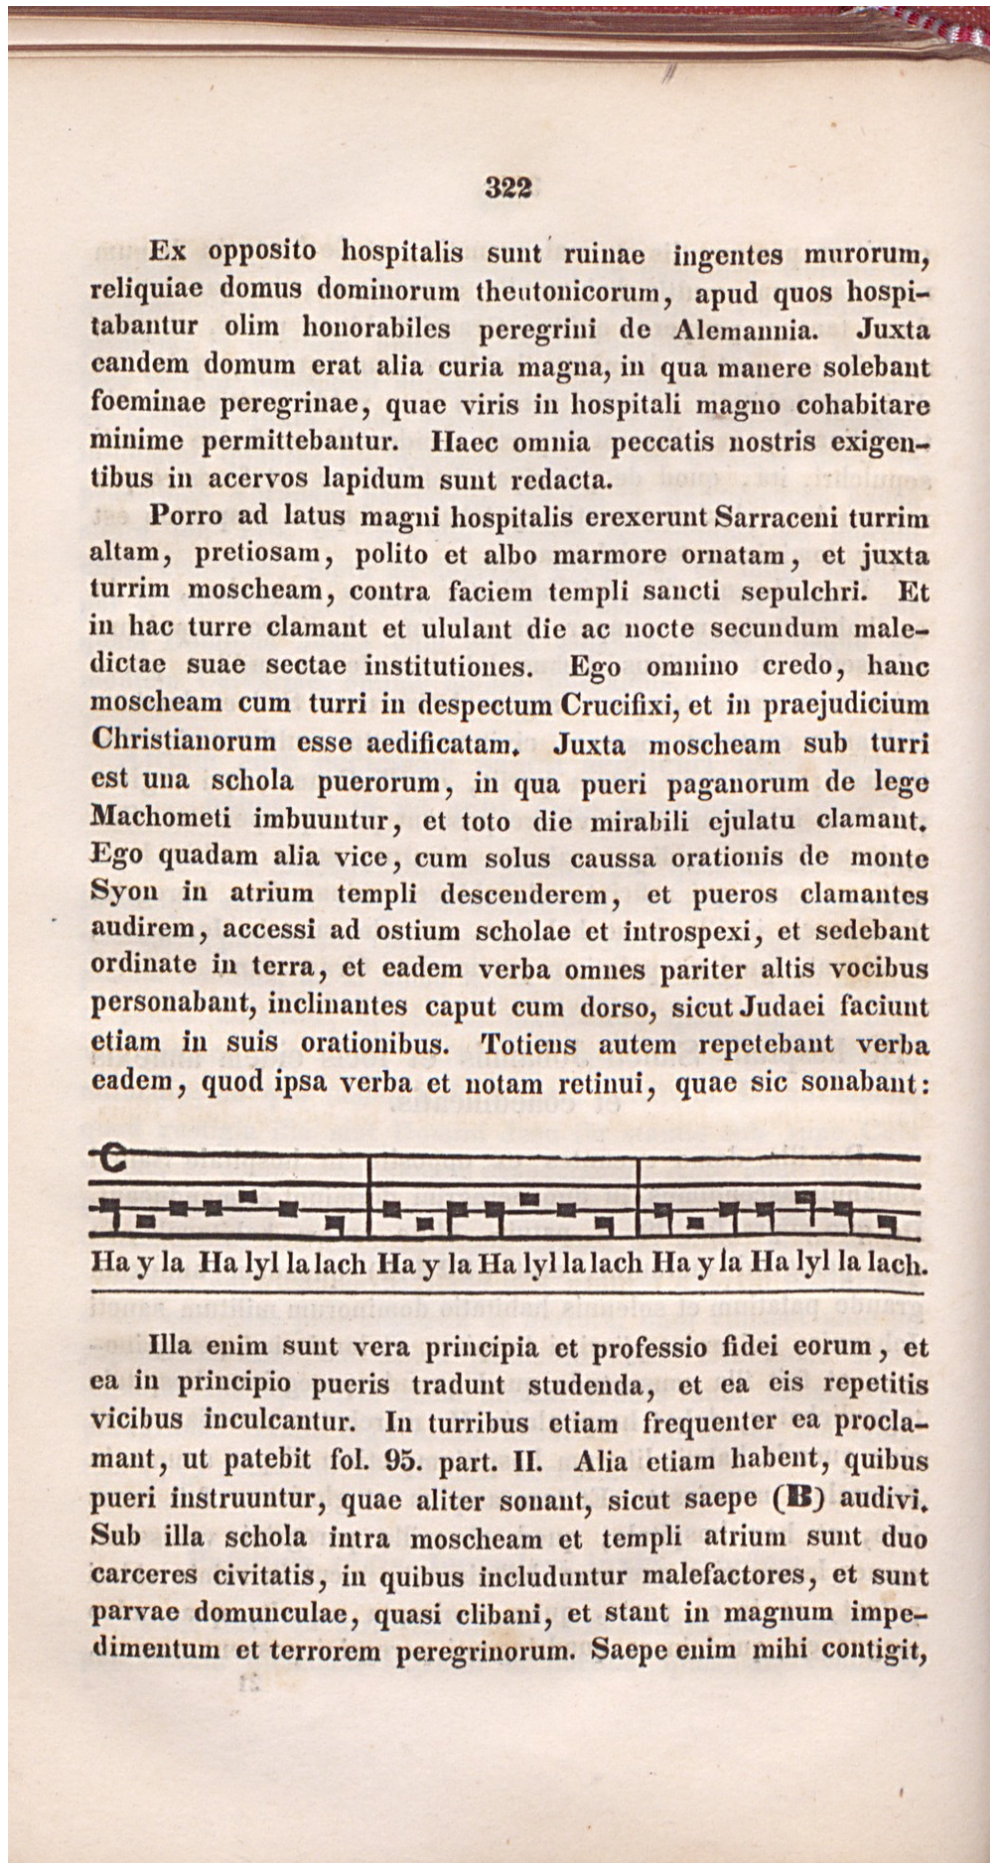 322
Ex opposito hospitalis sunt ruinae ingentes murorum,
reliquiae domus dominorum theutonicorum, apud quos hospi-
tabantur olim honorabiles peregrini de Alemannia. Juxta
eandem domum erat alia curia magna, in qua manere solebant
foeminae peregrinae, quae viris in hospitali magno cohabitare
minime permittebantur. Haec omnia peccatis nostris exigen-
tibus in acervos lapidum sunt redacta.
Porro ad latus magni hospitalis erexerunt Sarraceni turrim
altam, pretiosam, polito et albo marmore ornatam, et juxta
turrim moscheam, contra faciem templi sancti sepulchri. Et
in hac turre clamant et ululant die ac nocte secundum male-
dictae suae sectae institutiones. Ego omnino credo, hanc
moscheam cum turri in despectum Crucifixi, et in praejudicium
Christianorum esse aedificatam. Juxta moscheam sub turri
est una schola puerorum, in qua pueri paganorum de lege
Machometi imbuuntur, et toto die mirabili ejulatu clamant.
Ego quadam alia vice, cum solus caussa orationis de monte
Syon in atrium templi descenderem, et pueros clamantes
audirem, accessi ad ostium scholae et introspexi, et sedebant
ordinate in terra, et eadem verba omnes pariter altis vocibus
personabant, inclinantes caput cum dorso, sicut Judaei faciunt
etiam in suis orationibus. Totiens autem repetebant verba
eadem, quod ipsa verba et notam retinui, quae sic sonabant:
Ha y la Ha lyl la lach Ha y la Ha lyl la lach Ha y la Ha lyl la lach.
Illa enim sunt vera principia et professio fidei eorum, et
ea in principio pueris tradunt studenda, et ea eis repetitis
vicibus inculcantur. In turribus etiam frequenter ea procla-
mant, ut patebit fol. 95. part. II. Alia etiam habent, quibus
pueri instruuntur, quae aliter sonant, sicut saepe (B) audivi.
Sub illa schola intra moscheam et templi atrium sunt duo
carceres civitatis, in quibus includuntur malefactores, et sunt
parvae domunculae, quasi clibani, et stant in magnum impe-
dimentum et terrorem peregrinorum. Saepe enim mihi contigit,